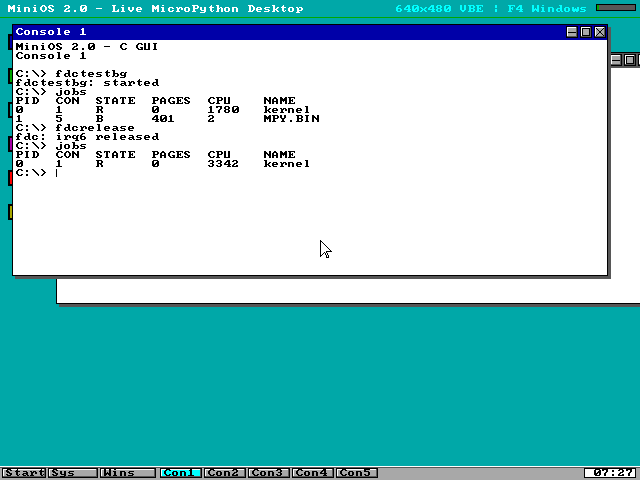 MiniOS 2.0 - Live MicroPython Desktop 640x480 VBE | F4 Windows
Console 1
MiniOS 2.0 - C GUI
Console 1
C:\> fdctestbg
fdctestbg: started
C:\> jobs
PID CON STATE PAGES CPU NAME
0 1 R 0 1780 kernel
1 5 B 401 2 MPY.BIN
C:\> fdcrelease
fdc: irq6 released
C:\> jobs
PID CON STATE PAGES CPU NAME
0 1 R 0 3342 kernel
C:\>
Start Sys Wins Con1 Con2 Con3 Con4 Con5 07:27